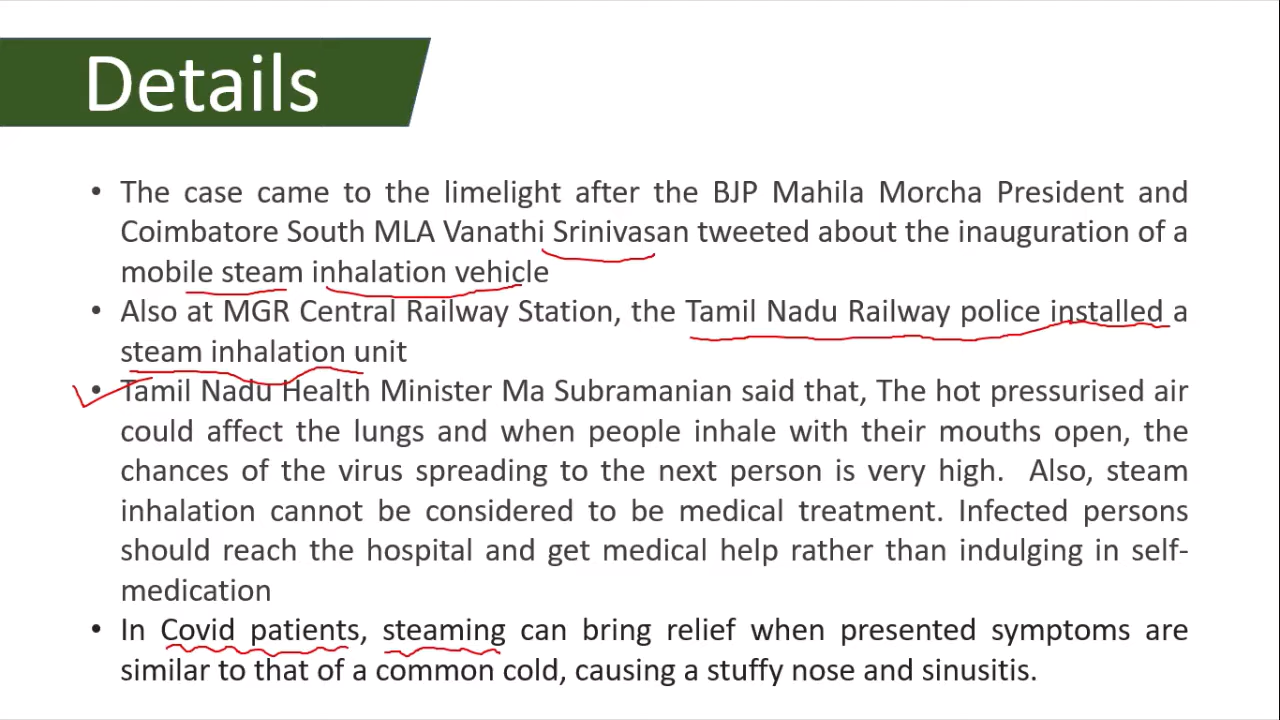 Details
• The case came to the limelight after the BJP Mahila Morcha President and
Coimbatore South MLA Vanathi Srinivasan tweeted about the inauguration of a
mobile steam inhalation vehicle
• Also at MGR Central Railway Station, the Tamil Nadu Railway police installed a
steam inhalation unit
• Tamil Nadu Health Minister Ma Subramanian said that, The hot pressurised air
could affect the lungs and when people inhale with their mouths open, the
chances of the virus spreading to the next person is very high. Also, steam
inhalation cannot be considered to be medical treatment. Infected persons
should reach the hospital and get medical help rather than indulging in self-
medication
• In Covid patients, steaming can bring relief when presented symptoms are
similar to that of a common cold, causing a stuffy nose and sinusitis.